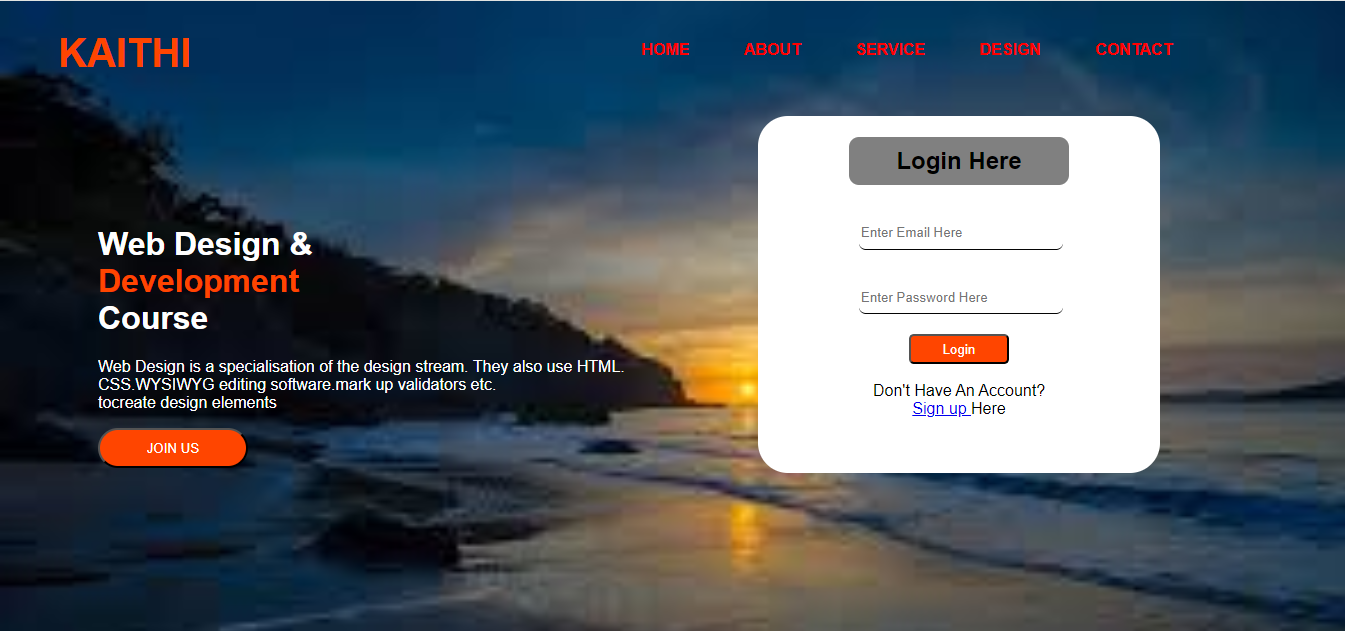 KAITHI
HOME ABOUT SERVICE DESIGN CONTACT
Web Design &
Development
Course
Web Design is a specialisation of the design stream. They also use HTML.
CSS.WYSIWYG editing software.mark up validators etc.
tocreate design elements
JOIN US
Login Here
Enter Email Here
Enter Password Here
Login
Don't Have An Account?
Sign up Here